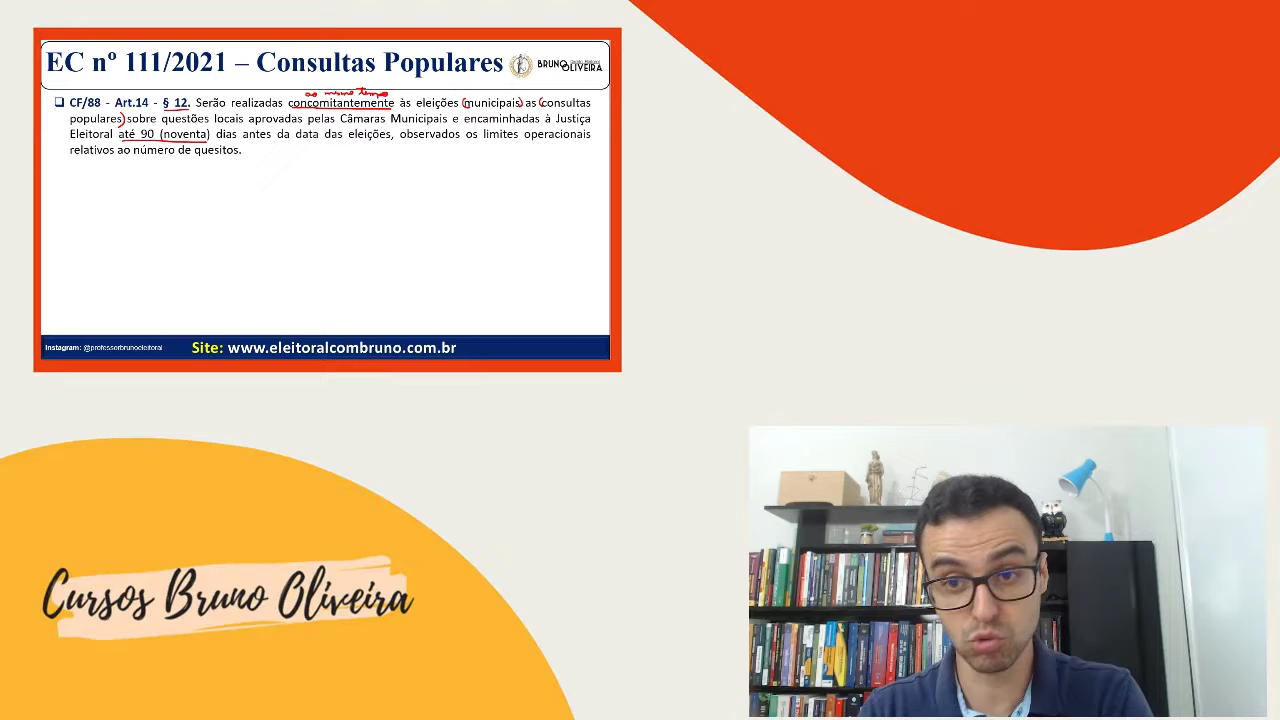 EC nº 111/2021 – Consultas Populares
BRUNO OLIVEIRA
ao mesmo tempo
CF/88 - Art.14 - § 12. Serão realizadas concomitantemente às eleições municipais as consultas
populares sobre questões locais aprovadas pelas Câmaras Municipais e encaminhadas à Justiça
Eleitoral até 90 (noventa) dias antes da data das eleições, observados os limites operacionais
relativos ao número de quesitos.
Instagram: @professorbrunoeleitoral Site: www.eleitoralcombruno.com.br
Cursos Bruno Oliveira